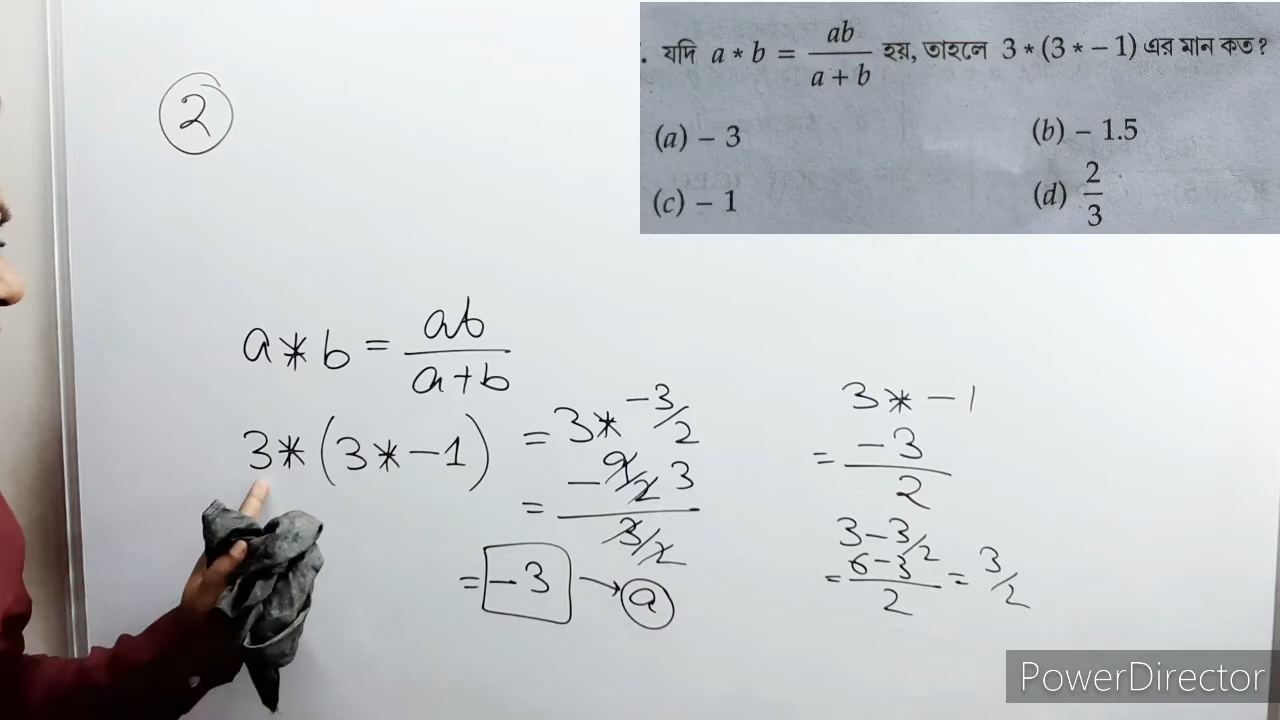 . যদি a * b = ab / a + b হয়, তাহলে 3 * (3 * − 1) এর মান কত?
(a) − 3 (b) − 1.5
(c) − 1 (d) 2/3
2
a * b = ab / a + b
3 * (3 * − 1) = 3 * −3/2
= −9/2 3 / 3/2
= −3 → a
3 * − 1
= −3 / 2
3 − 3/2
= 6 − 3 / 2 = 3/2
PowerDirector